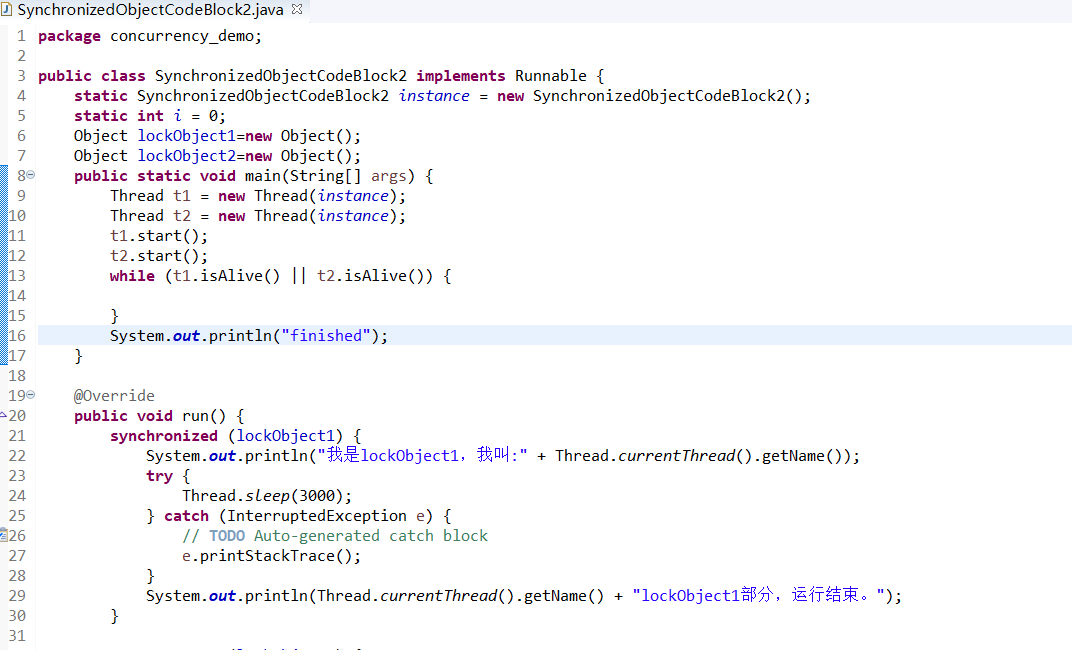 SynchronizedObjectCodeBlock2.java
1 package concurrency_demo;
2
3 public class SynchronizedObjectCodeBlock2 implements Runnable {
4     static SynchronizedObjectCodeBlock2 instance = new SynchronizedObjectCodeBlock2();
5     static int i = 0;
6     Object lockObject1=new Object();
7     Object lockObject2=new Object();
8     public static void main(String[] args) {
9         Thread t1 = new Thread(instance);
10         Thread t2 = new Thread(instance);
11         t1.start();
12         t2.start();
13         while (t1.isAlive() || t2.isAlive()) {
14
15         }
16         System.out.println("finished");
17     }
18
19     @Override
20     public void run() {
21         synchronized (lockObject1) {
22             System.out.println("我是lockObject1，我叫:" + Thread.currentThread().getName());
23             try {
24                 Thread.sleep(3000);
25             } catch (InterruptedException e) {
26                 // TODO Auto-generated catch block
27                 e.printStackTrace();
28             }
29             System.out.println(Thread.currentThread().getName() + "lockObject1部分，运行结束。");
30         }
31